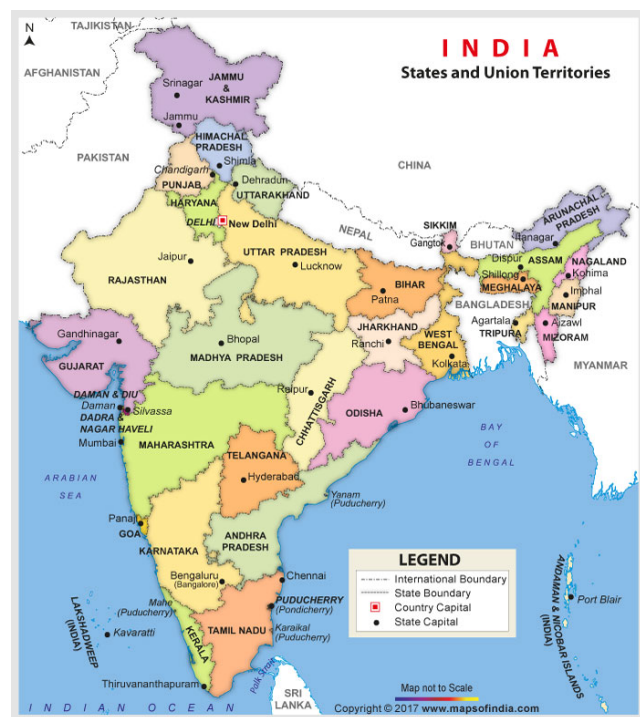 TAJIKISTAN
N
INDIA
States and Union Territories
AFGHANISTAN
JAMMU
&
KASHMIR
Srinagar
Jammu
PAKISTAN
CHINA
HIMACHAL
PRADESH
Shimla
Chandigarh
PUNJAB
Dehradun
UTTARAKHAND
HARYANA
DELHI
New Delhi
NEPAL
SIKKIM
Gangtok
BHUTAN
ARUNACHAL
PRADESH
Itanagar
Dispur
ASSAM
NAGALAND
Kohima
Shillong
MEGHALAYA
Imphal
MANIPUR
BANGLADESH
Agartala
TRIPURA
Aizawl
MIZORAM
MYANMAR
RAJASTHAN
Jaipur
UTTAR PRADESH
Lucknow
BIHAR
Patna
JHARKHAND
Ranchi
WEST
BENGAL
Kolkata
Gandhinagar
GUJARAT
Bhopal
MADHYA PRADESH
Raipur
CHHATTISGARH
ODISHA
Bhubaneswar
DAMAN & DIU
Daman
Silvassa
DADRA &
NAGAR HAVELI
Mumbai
MAHARASHTRA
TELANGANA
Hyderabad
BAY
OF
BENGAL
ARABIAN
SEA
Yanam
(Puducherry)
Panaji
GOA
KARNATAKA
ANDHRA
PRADESH
Bengaluru
(Bangalore)
Chennai
LEGEND
International Boundary
State Boundary
Country Capital
State Capital
PUDUCHERRY
(Pondicherry)
Mahe
(Puducherry)
TAMIL NADU
Karaikal
(Puducherry)
KERALA
LAKSHADWEEP
(INDIA)
Kavaratti
ANDAMAN & NICOBAR ISLANDS
(INDIA)
Port Blair
Thiruvananthapuram
Palk Strait
SRI
LANKA
INDIAN OCEAN
Map not to Scale
Copyright © 2017 www.mapsofindia.com